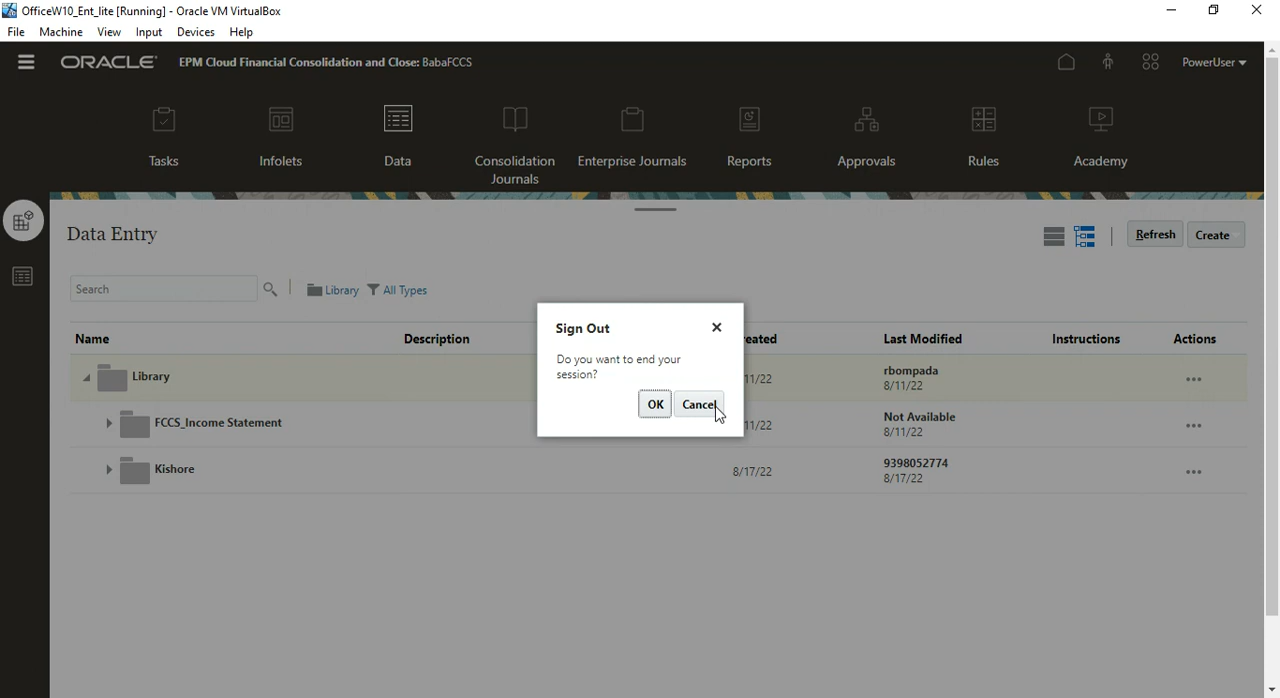 OfficeW10_Ent_lite [Running] - Oracle VM VirtualBox
File Machine View Input Devices Help
ORACLE EPM Cloud Financial Consolidation and Close: BabaFCCS PowerUser
Tasks Infolets Data Consolidation Journals Enterprise Journals Reports Approvals Rules Academy
Data Entry Refresh Create
Search Library All Types
Name Description eated Last Modified Instructions Actions
Library 11/22 rbompada 8/11/22
FCCS_Income Statement 11/22 Not Available 8/11/22
Kishore 8/17/22 9398052774 8/17/22
Sign Out
Do you want to end your
session?
OK Cancel